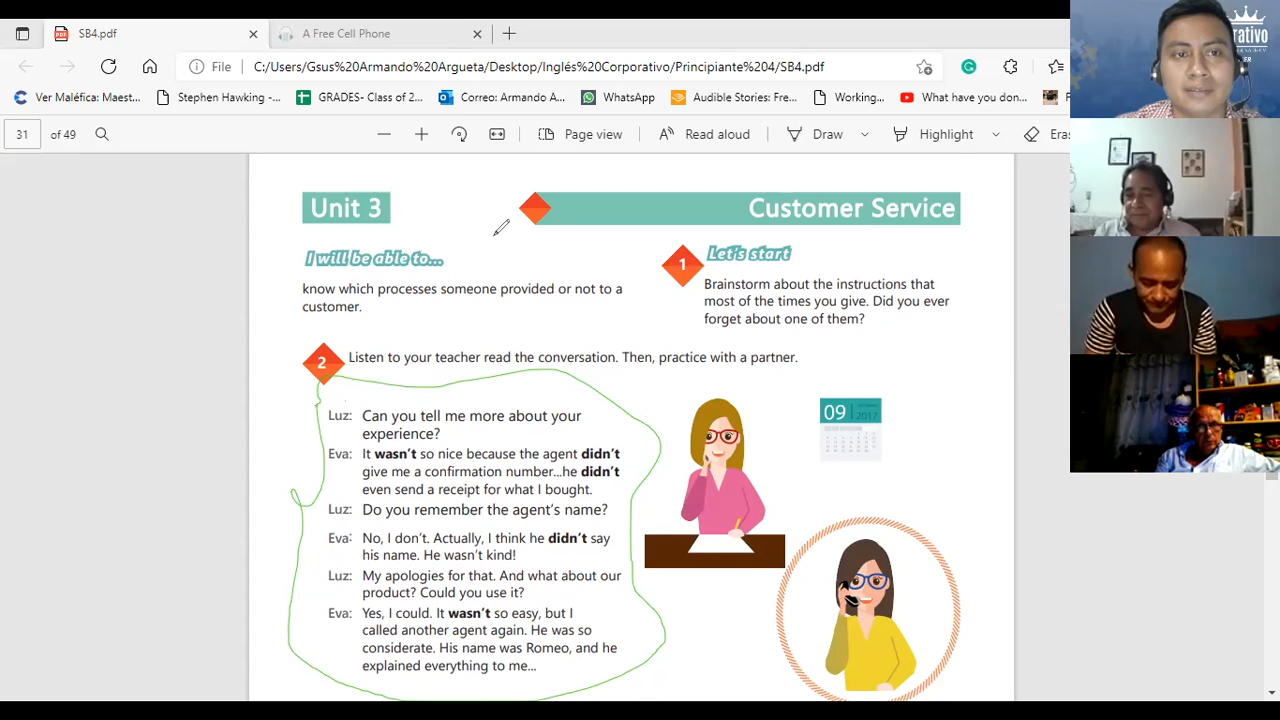 SB4.pdf
A Free Cell Phone
File
C:/Users/Gsus%20Armando%20Argueta/Desktop/Inglés%20Corporativo/Principiante%204/SB4.pdf
Ver Maléfica: Maest...
Stephen Hawking -...
GRADES- Class of 2...
Correo: Armando A...
WhatsApp
Audible Stories: Fre...
Working...
What have you don...
31 of 49
Page view
Read aloud
Draw
Highlight
Eras
Unit 3
Customer Service
I will be able to...
know which processes someone provided or not to a
customer.
1
Let's start
Brainstorm about the instructions that
most of the times you give. Did you ever
forget about one of them?
2
Listen to your teacher read the conversation. Then, practice with a partner.
Luz: Can you tell me more about your
experience?
Eva: It wasn't so nice because the agent didn't
give me a confirmation number...he didn't
even send a receipt for what I bought.
Luz: Do you remember the agent's name?
Eva: No, I don't. Actually, I think he didn't say
his name. He wasn't kind!
Luz: My apologies for that. And what about our
product? Could you use it?
Eva: Yes, I could. It wasn't so easy, but I
called another agent again. He was so
considerate. His name was Romeo, and he
explained everything to me...
09
2017
rativo